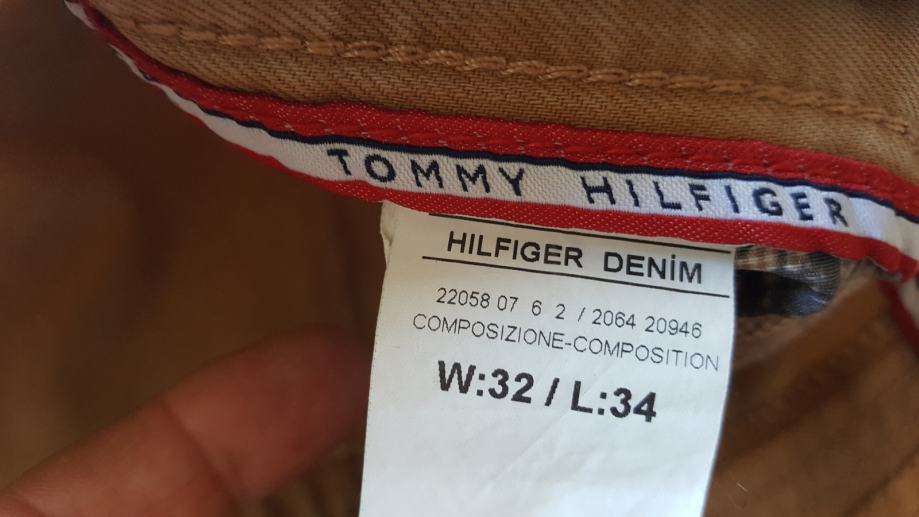 TOMMY HILFIGER
HILFIGER DENİM
22058 07 6 2 / 2064 20946
COMPOSIZIONE-COMPOSITION
W:32 / L:34